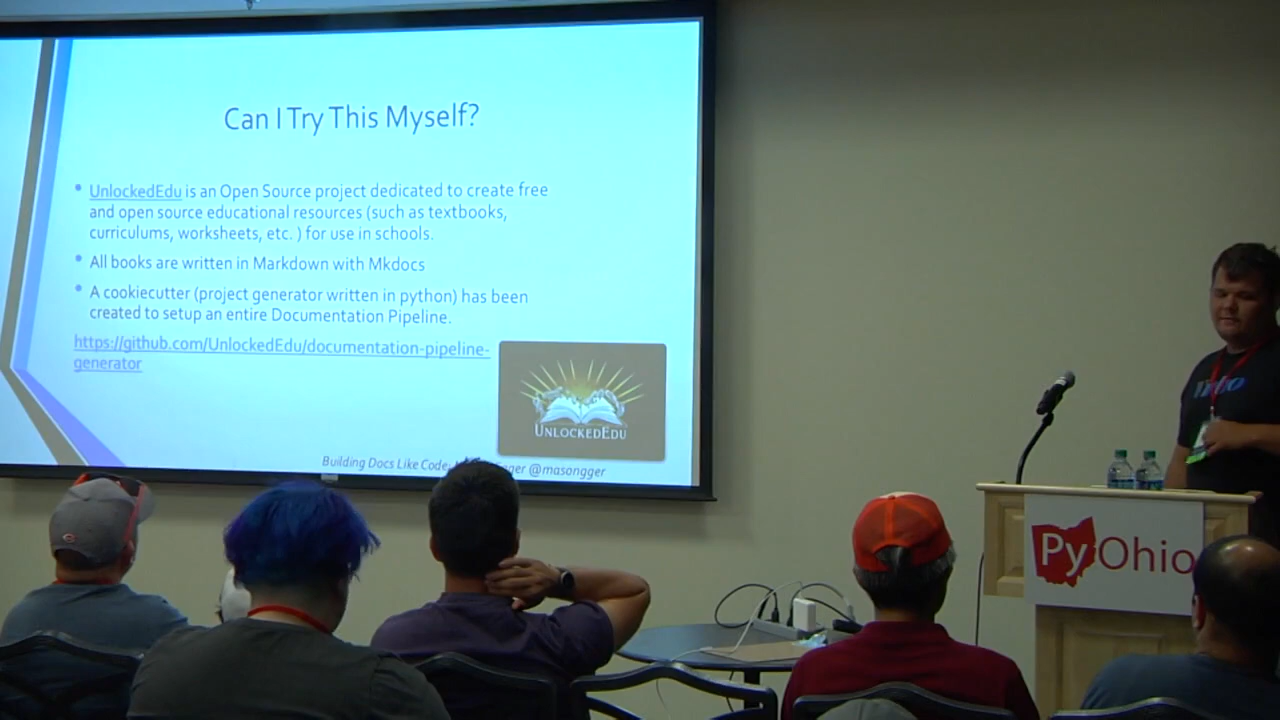 Can I Try This Myself?
• UnlockedEdu is an Open Source project dedicated to create free
and open source educational resources (such as textbooks,
curriculums, worksheets, etc. ) for use in schools.
• All books are written in Markdown with Mkdocs
• A cookiecutter (project generator written in python) has been
created to setup an entire Documentation Pipeline.
https://github.com/UnlockedEdu/documentation-pipeline-
generator
UNLOCKEDEDU
Building Docs Like Code: @masongger
PyOhio